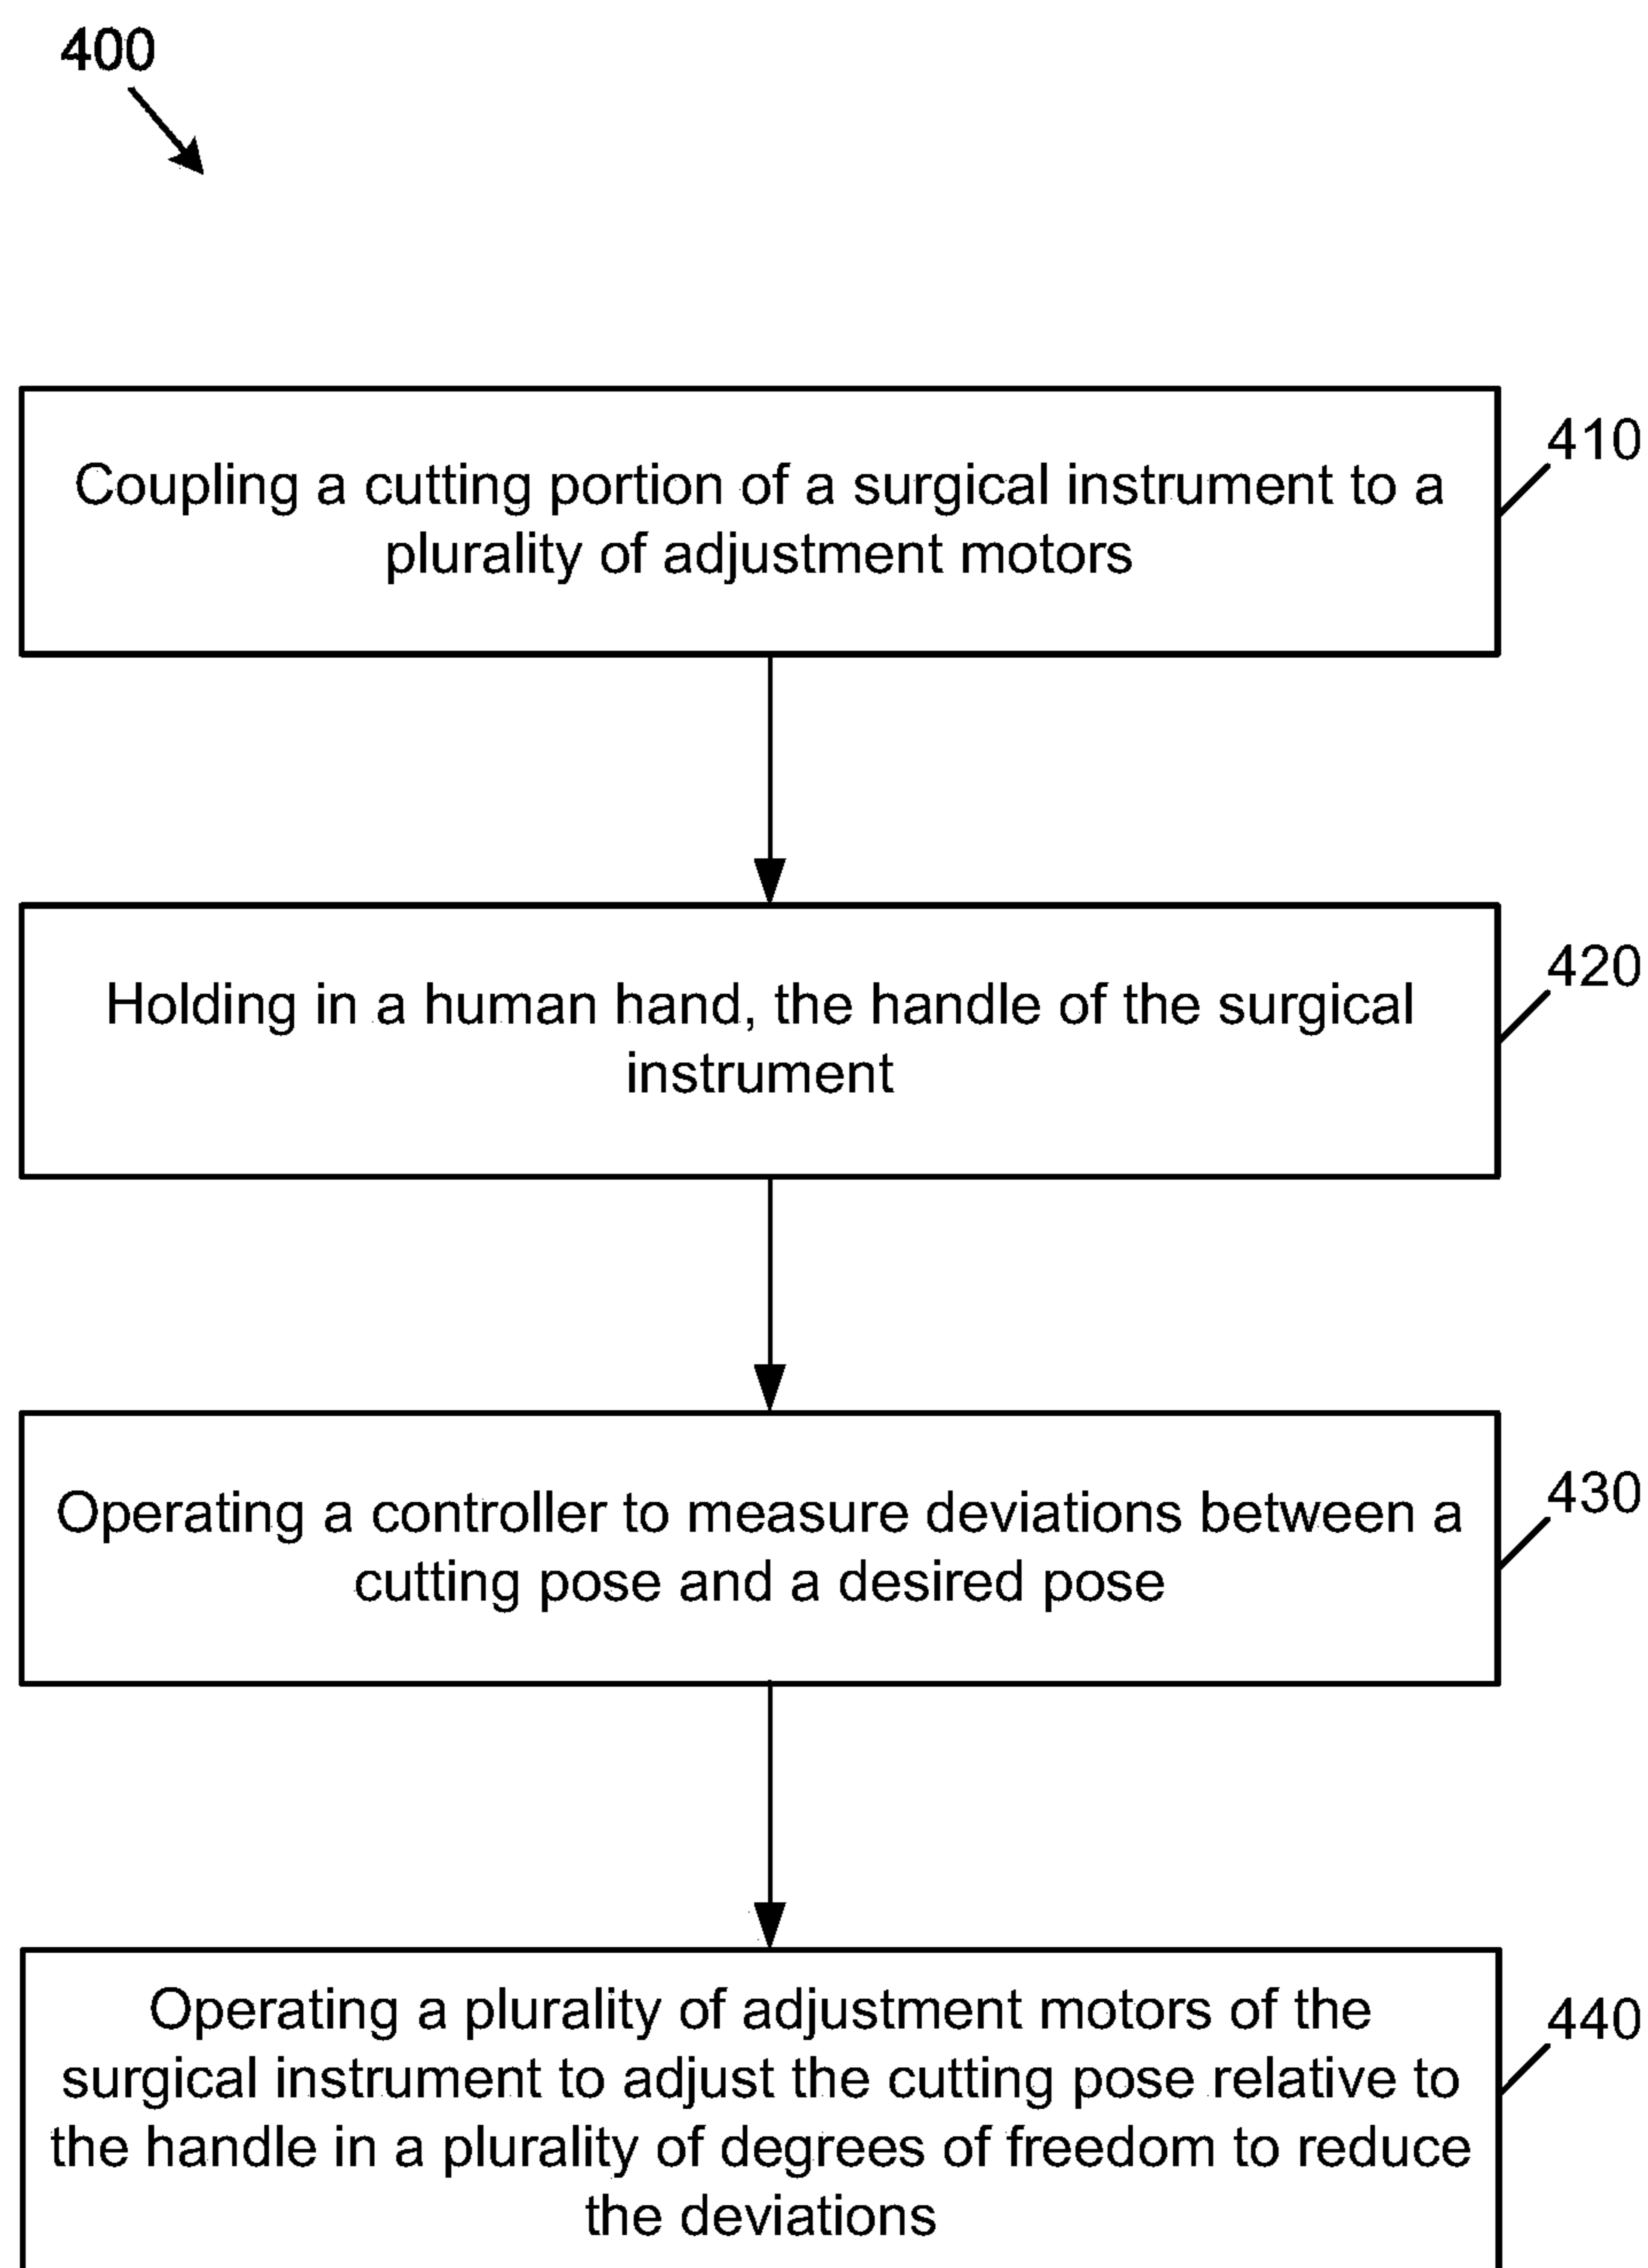 400
410
Coupling a cutting portion of a surgical instrument to a
plurality of adjustment motors
420
Holding in a human hand, the handle of the surgical
instrument
430
Operating a controller to measure deviations between a
cutting pose and a desired pose
440
Operating a plurality of adjustment motors of the
surgical instrument to adjust the cutting pose relative to
the handle in a plurality of degrees of freedom to reduce
the deviations